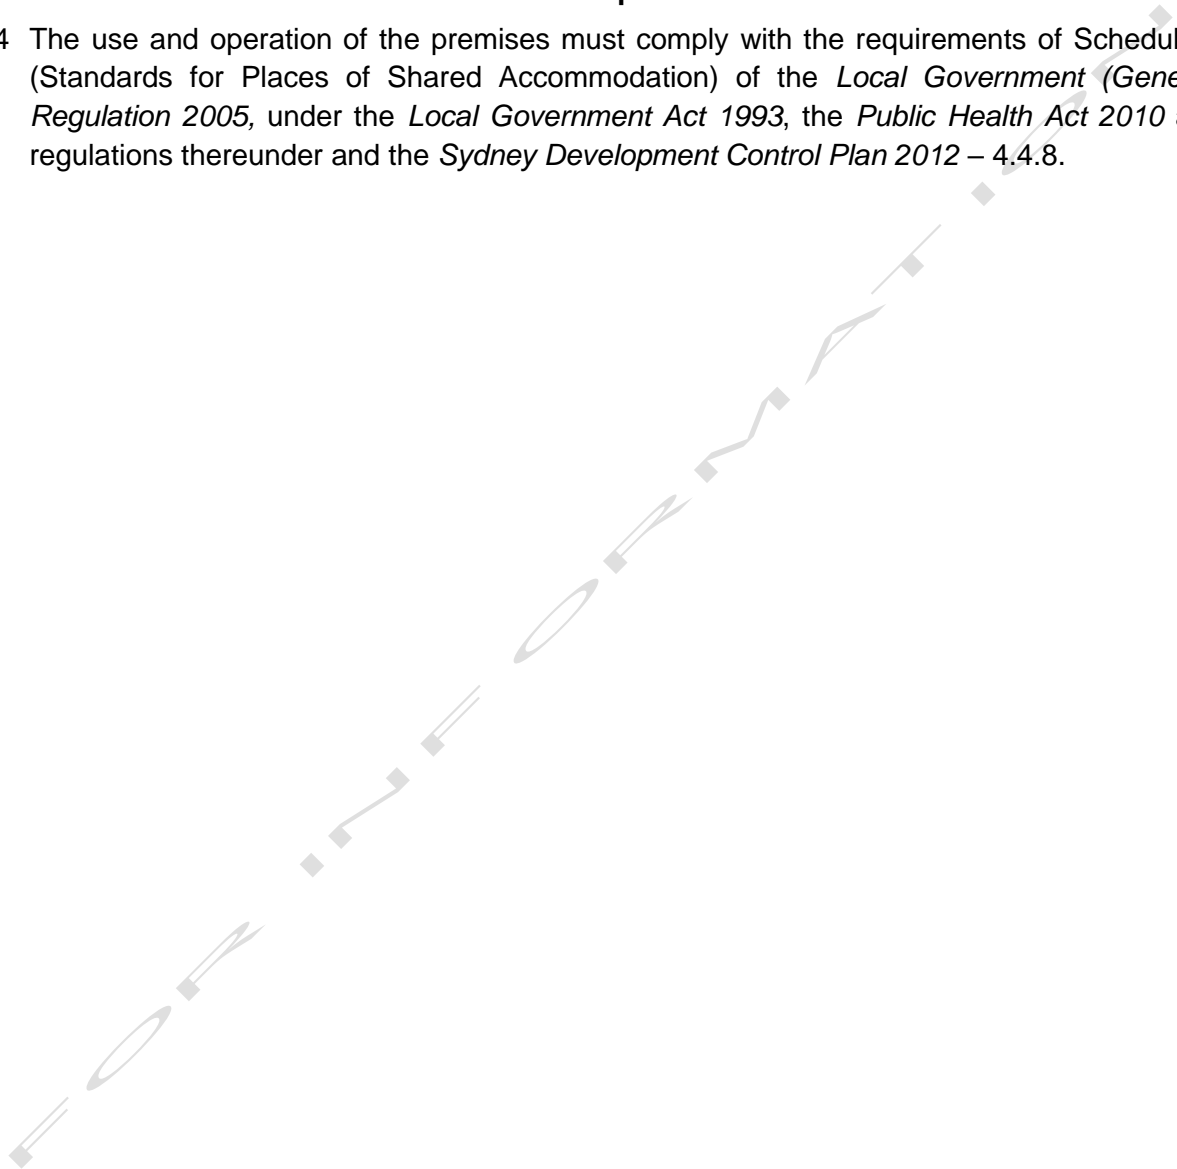 4 The use and operation of the premises must comply with the requirements of Schedul
(Standards for Places of Shared Accommodation) of the Local Government (Gene
Regulation 2005, under the Local Government Act 1993, the Public Health Act 2010
regulations thereunder and the Sydney Development Control Plan 2012 – 4.4.8.